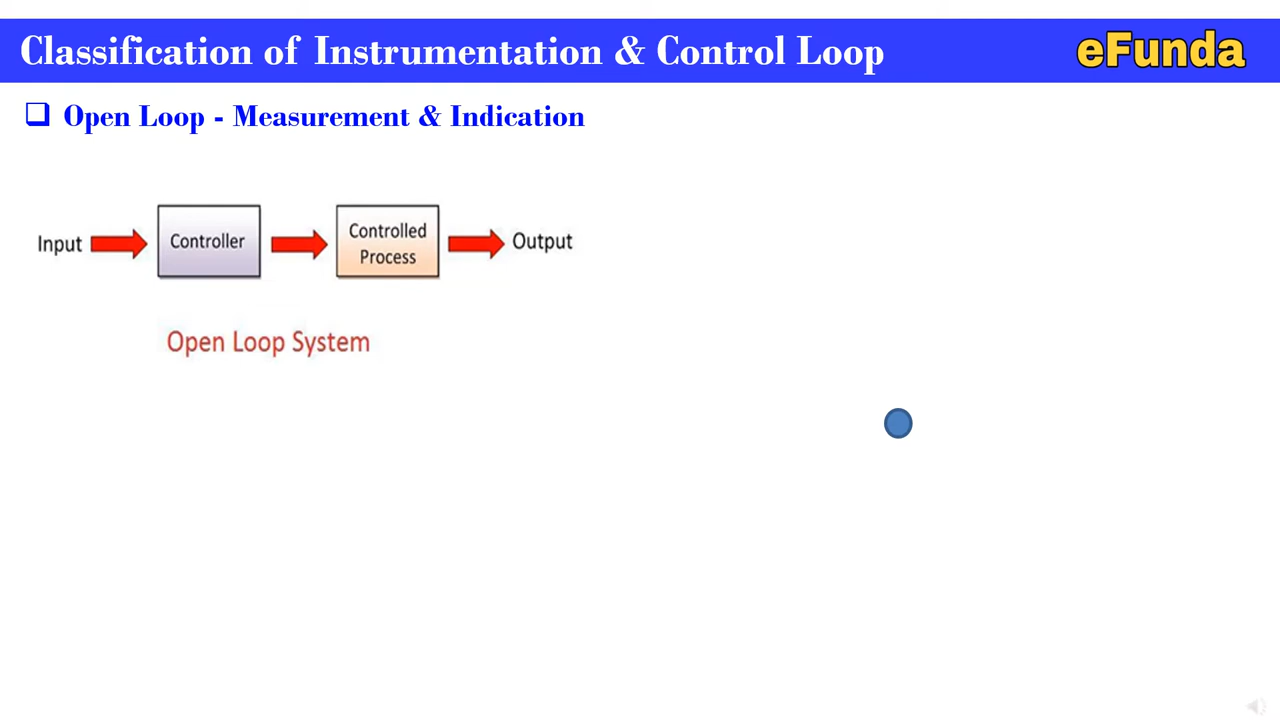 Classification of Instrumentation & Control Loop
eFunda
Open Loop - Measurement & Indication
Input
Controller
Controlled
Process
Output
Open Loop System